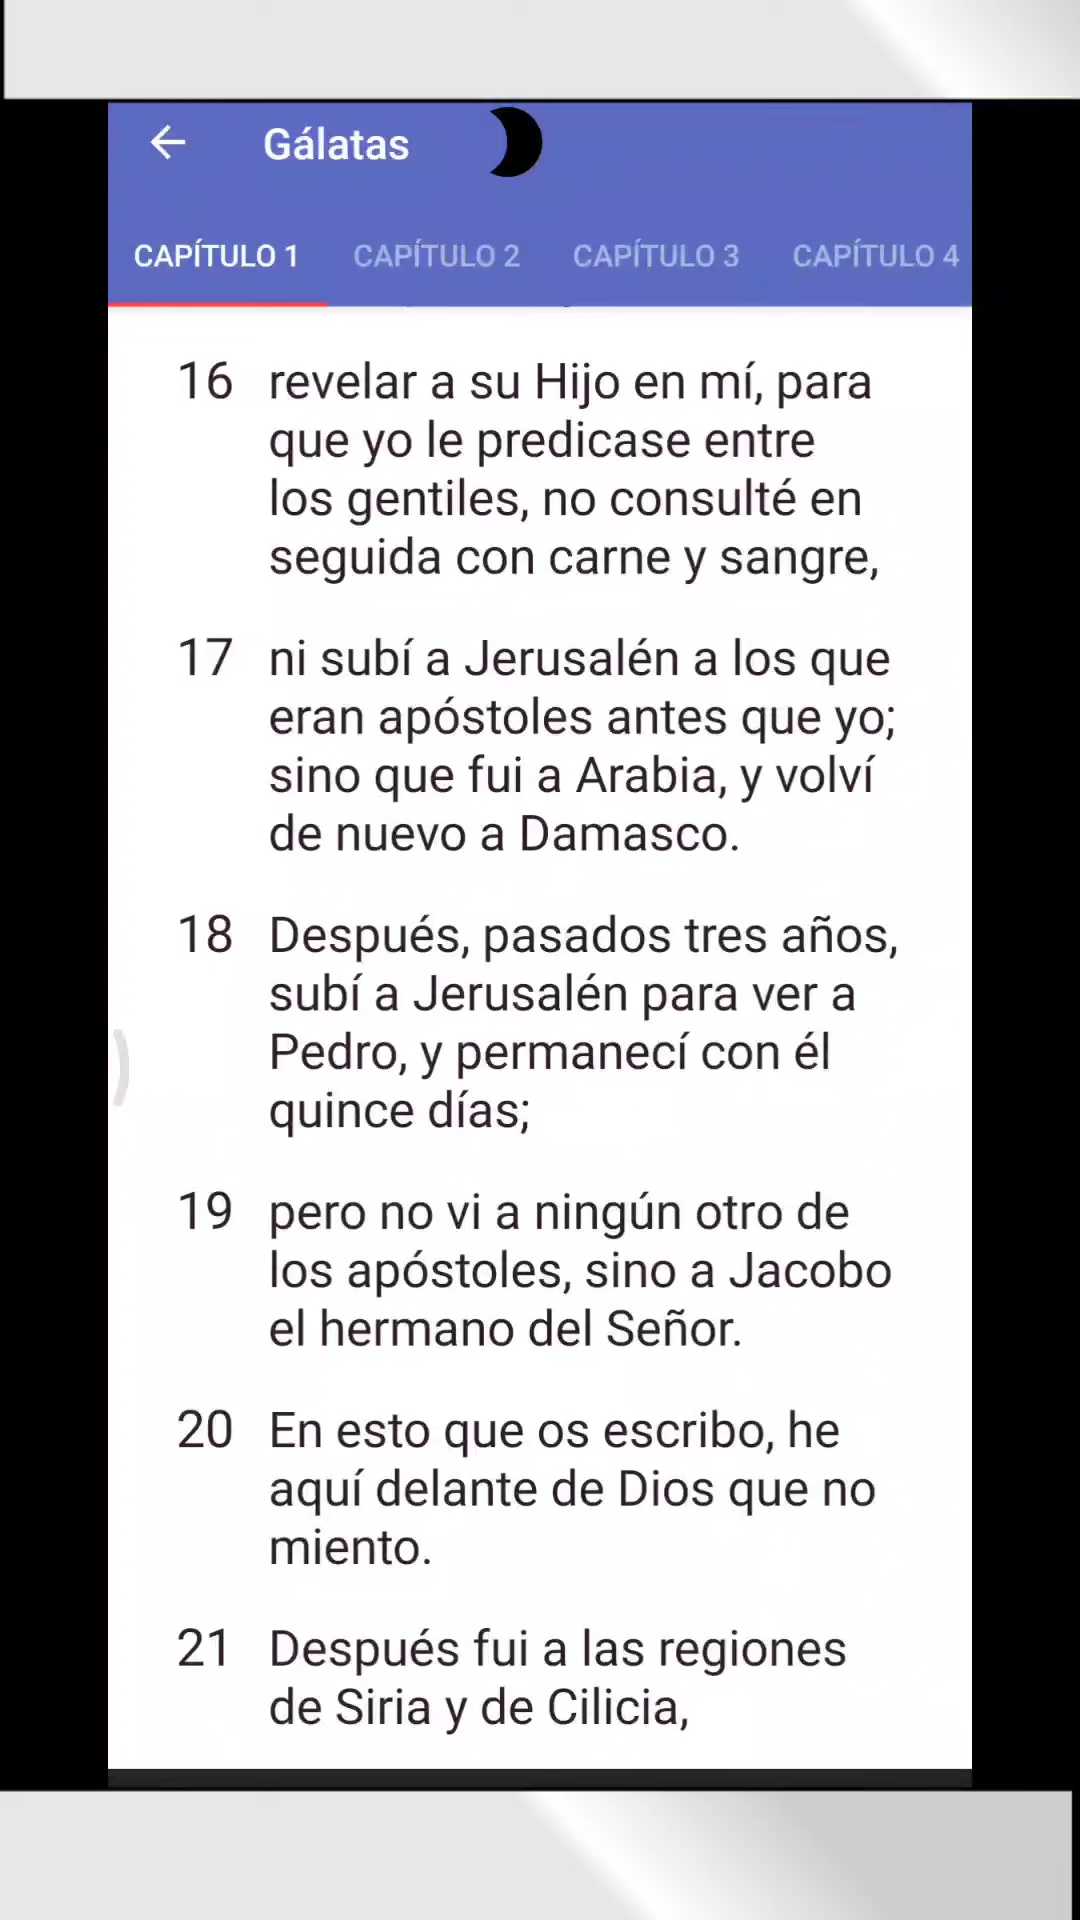 Gálatas
CAPÍTULO 1 CAPÍTULO 2 CAPÍTULO 3 CAPÍTULO 4
16 revelar a su Hijo en mí, para
que yo le predicase entre
los gentiles, no consulté en
seguida con carne y sangre,
17 ni subí a Jerusalén a los que
eran apóstoles antes que yo;
sino que fui a Arabia, y volví
de nuevo a Damasco.
18 Después, pasados tres años,
subí a Jerusalén para ver a
Pedro, y permanecí con él
quince días;
19 pero no vi a ningún otro de
los apóstoles, sino a Jacobo
el hermano del Señor.
20 En esto que os escribo, he
aquí delante de Dios que no
miento.
21 Después fui a las regiones
de Siria y de Cilicia,